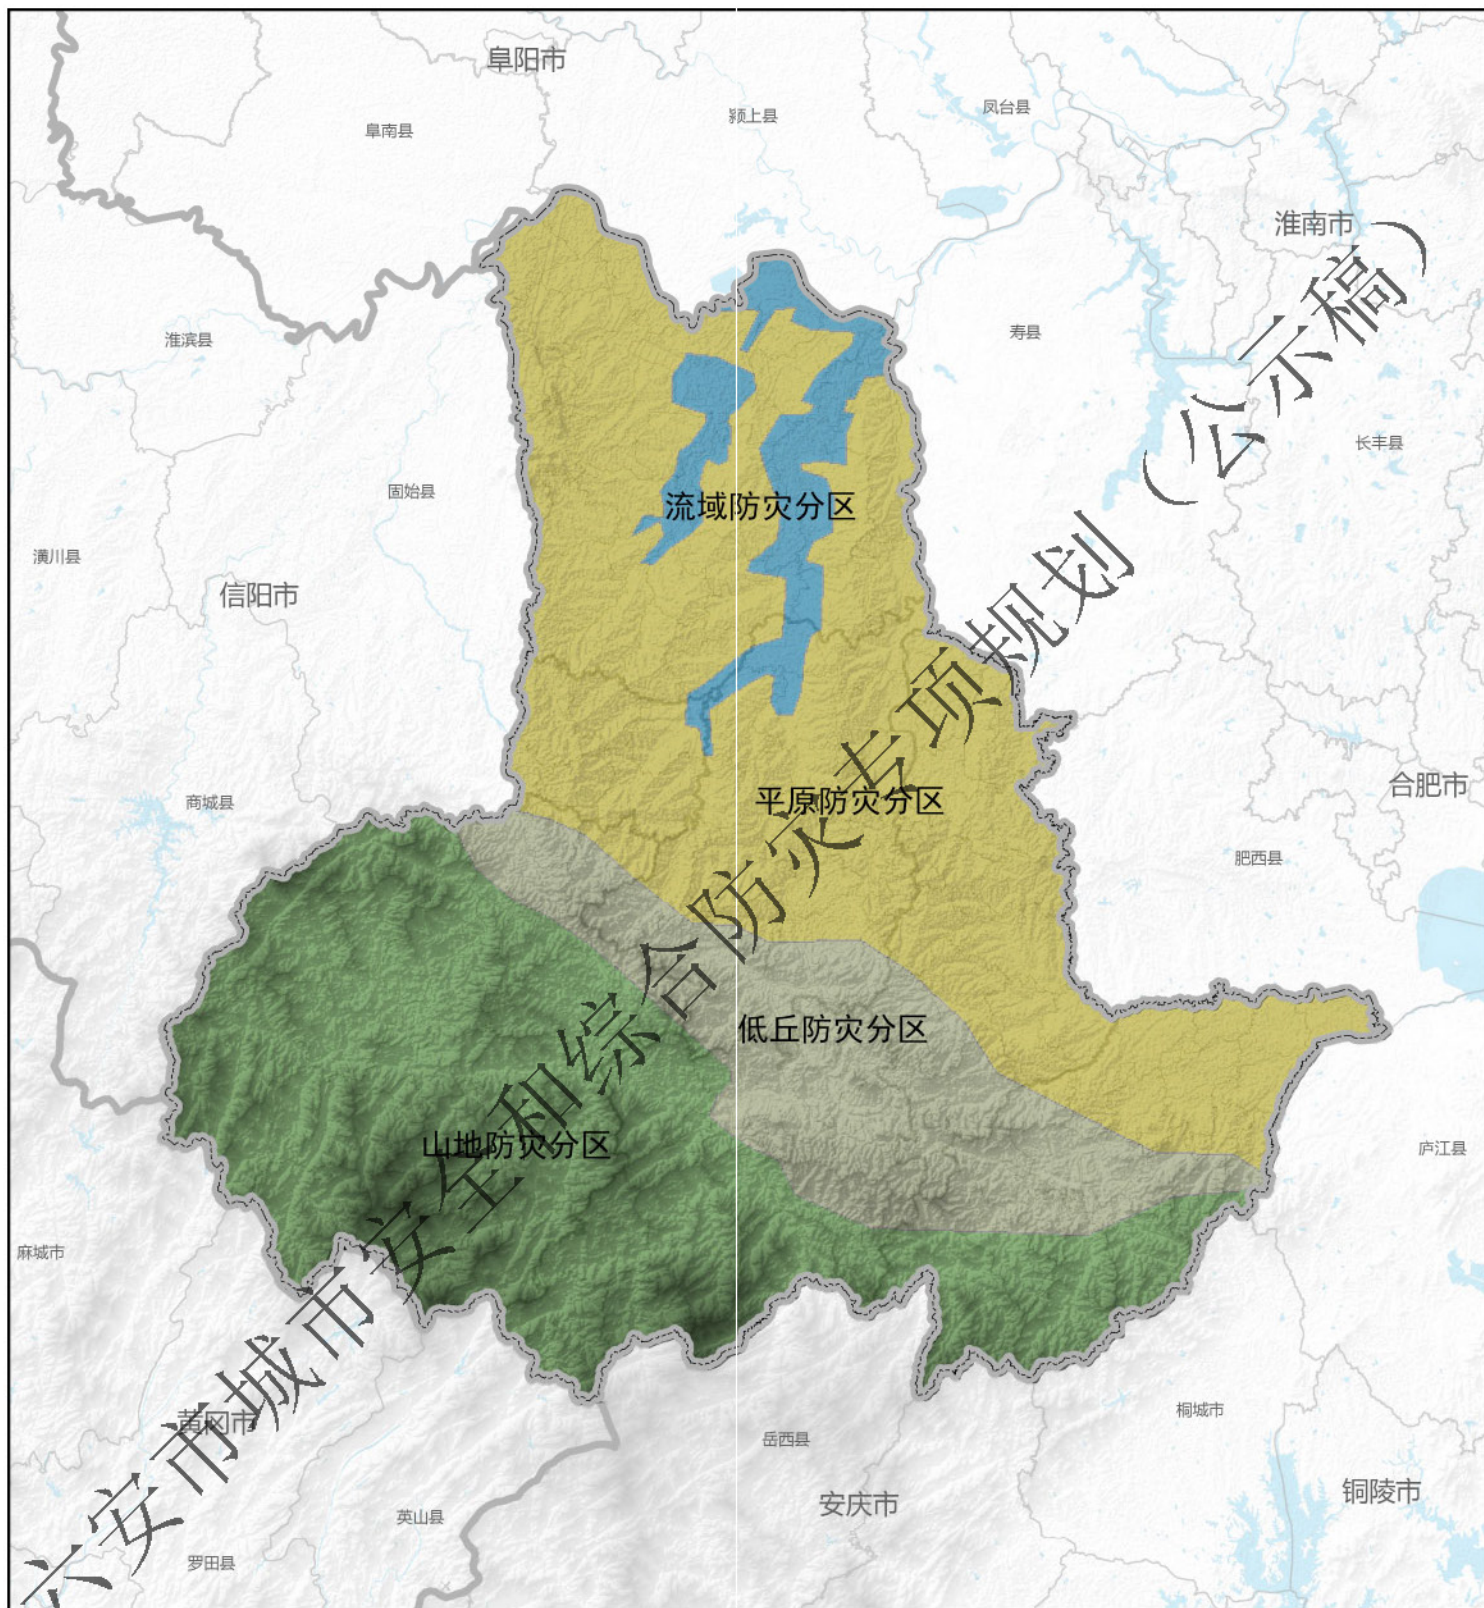 阜阳市
凤台县
颍上县
阜南县
淮南市
寿县
淮滨县
长丰县
固始县
流域防灾分区
潢川县
信阳市
合肥市
平原防灾分区
商城县
肥西县
低丘防灾分区
山地防灾分区
庐江县
麻城市
桐城市
黄冈市
岳西县
铜陵市
安庆市
英山县
罗田县
六安市城市安全和综合防灾专项规划（公示稿）